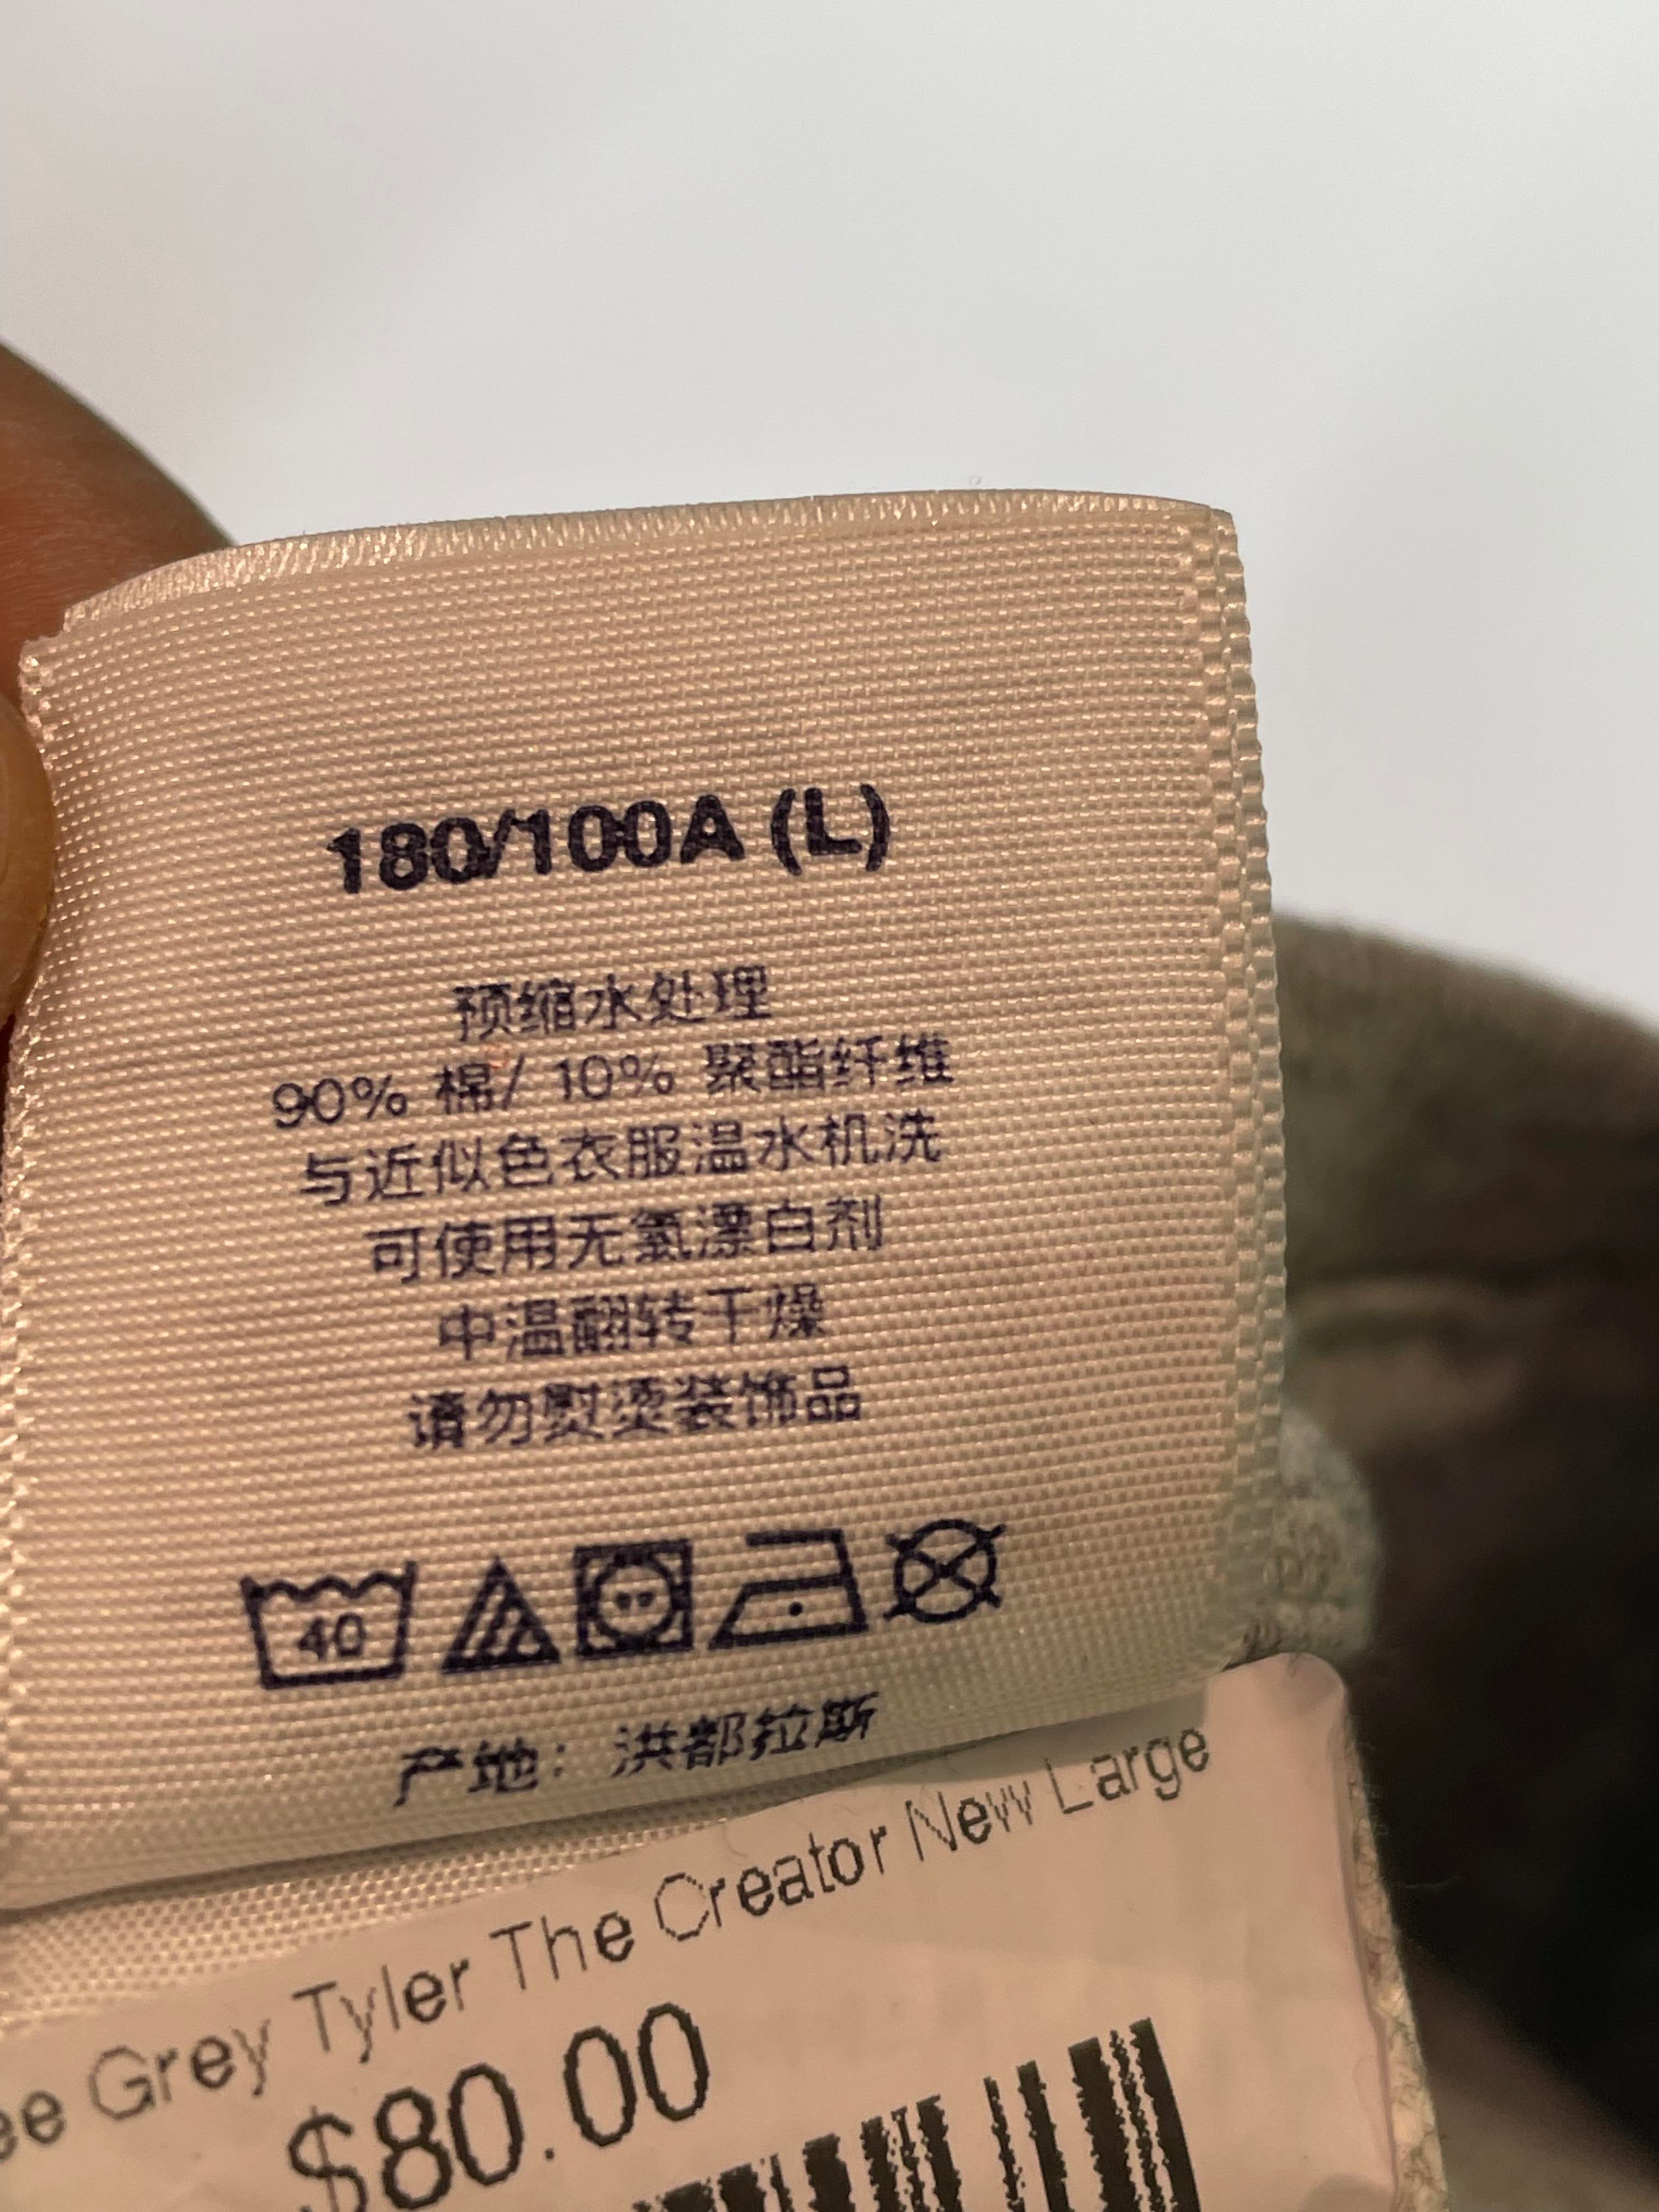 180/100A (L)
预缩水处理
90% 棉/ 10% 聚酯纤维
与近似色衣服温水机洗
可使用无氯漂白剂
中温翻转干燥
请勿熨烫装饰品
40
产地：洪都拉斯
ee Grey Tyler The Creator New Large
$80.00